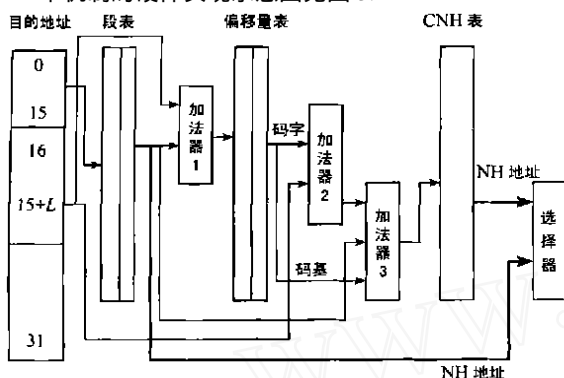 目的地址
段表
偏移量表
CNH 表
0
15
16
15+L
31
加法器1
码字
加法器2
码基
加法器3
NH 地址
选择器
NH 地址
www.